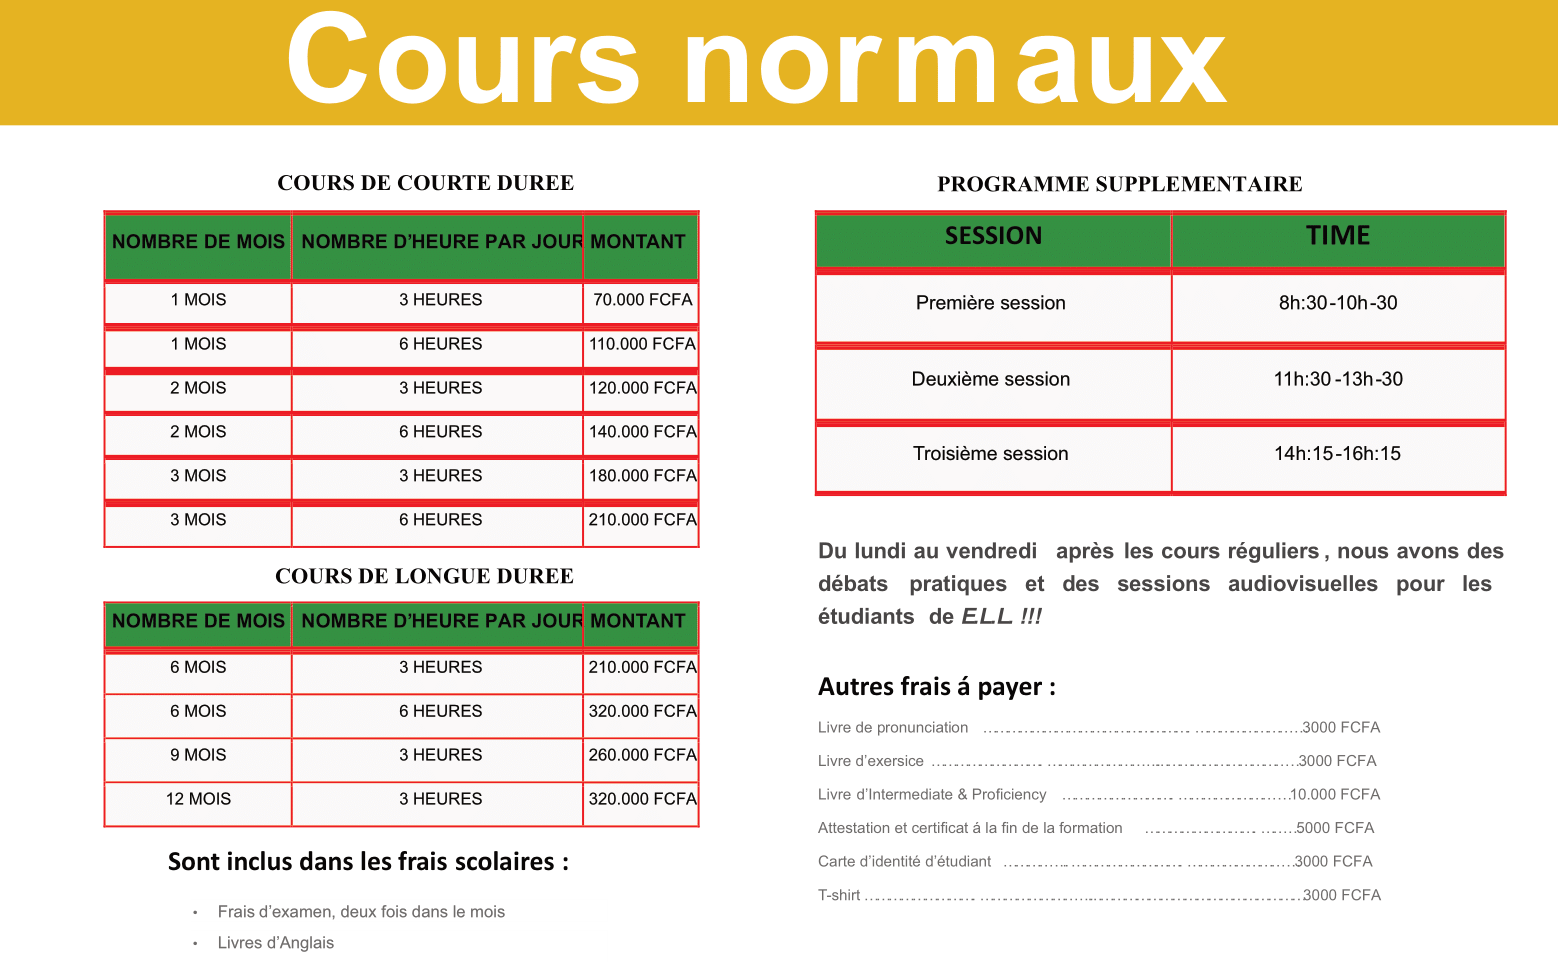 Cours normaux
COURS DE COURTE DUREE
NOMBRE DE MOIS NOMBRE D'HEURE PAR JOUR MONTANT
1 MOIS 3 HEURES 70.000 FCFA
1 MOIS 6 HEURES 110.000 FCFA
2 MOIS 3 HEURES 120.000 FCFA
2 MOIS 6 HEURES 140.000 FCFA
3 MOIS 3 HEURES 180.000 FCFA
3 MOIS 6 HEURES 210.000 FCFA
COURS DE LONGUE DUREE
NOMBRE DE MOIS NOMBRE D'HEURE PAR JOUR MONTANT
6 MOIS 3 HEURES 210.000 FCFA
6 MOIS 6 HEURES 320.000 FCFA
9 MOIS 3 HEURES 260.000 FCFA
12 MOIS 3 HEURES 320.000 FCFA
Sont inclus dans les frais scolaires :
• Frais d'examen, deux fois dans le mois
• Livres d'Anglais
PROGRAMME SUPPLEMENTAIRE
SESSION TIME
Première session 8h:30-10h-30
Deuxième session 11h:30-13h-30
Troisième session 14h:15-16h:15
Du lundi au vendredi après les cours réguliers, nous avons des
débats pratiques et des sessions audiovisuelles pour les
étudiants de E.L.L !!!
Autres frais á payer :
Livre de pronunciation ……………………………………. …………………3000 FCFA
Livre d'exersice …………………. ……………………………………………3000 FCFA
Livre d'Intermediate & Proficiency …………………. …………………10.000 FCFA
Attestation et certificat á la fin de la formation …………………. …….5000 FCFA
Carte d'identité d'étudiant ……………………………. …………………3000 FCFA
T-shirt …………………. ………………………………………………………3000 FCFA